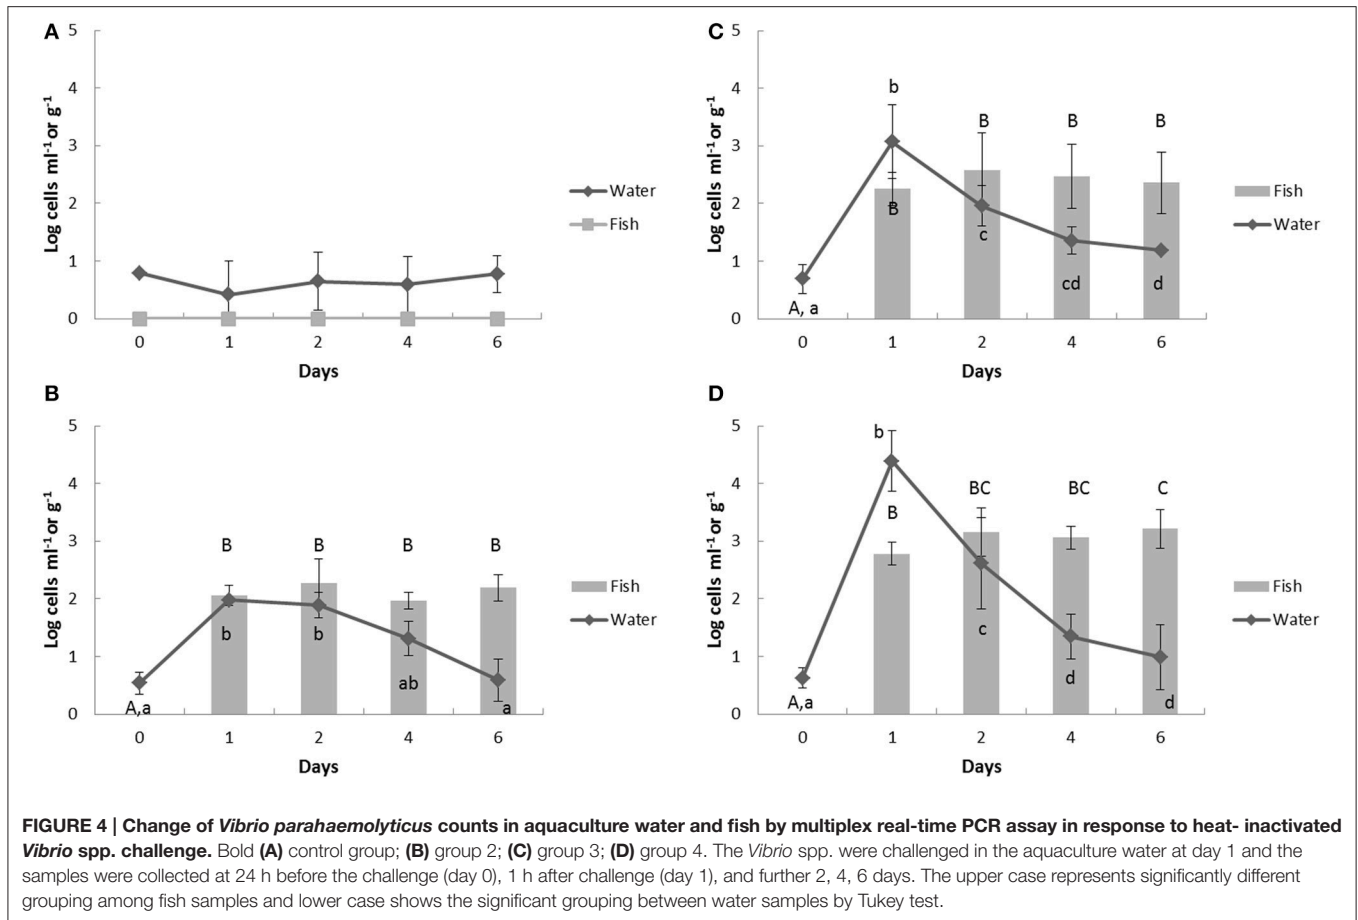 A
5
4
3
2
1
0
Log cells ml-1 or g-1
0 1 2 4 6
Days
Water
Fish
C
5
4
3
2
1
0
Log cells ml-1 or g-1
b B B B
B c cd d
A, a
0 1 2 4 6
Days
Fish
Water
B
5
4
3
2
1
0
Log cells ml-1 or g-1
B B B B
b b ab a
A,a
0 1 2 4 6
Days
Fish
Water
D
5
4
3
2
1
0
Log cells ml-1 or g-1
b BC BC C
B c d d
A,a
0 1 2 4 6
Days
Fish
Water
FIGURE 4 | Change of Vibrio parahaemolyticus counts in aquaculture water and fish by multiplex real-time PCR assay in response to heat- inactivated
Vibrio spp. challenge. Bold (A) control group; (B) group 2; (C) group 3; (D) group 4. The Vibrio spp. were challenged in the aquaculture water at day 1 and the
samples were collected at 24 h before the challenge (day 0), 1 h after challenge (day 1), and further 2, 4, 6 days. The upper case represents significantly different
grouping among fish samples and lower case shows the significant grouping between water samples by Tukey test.